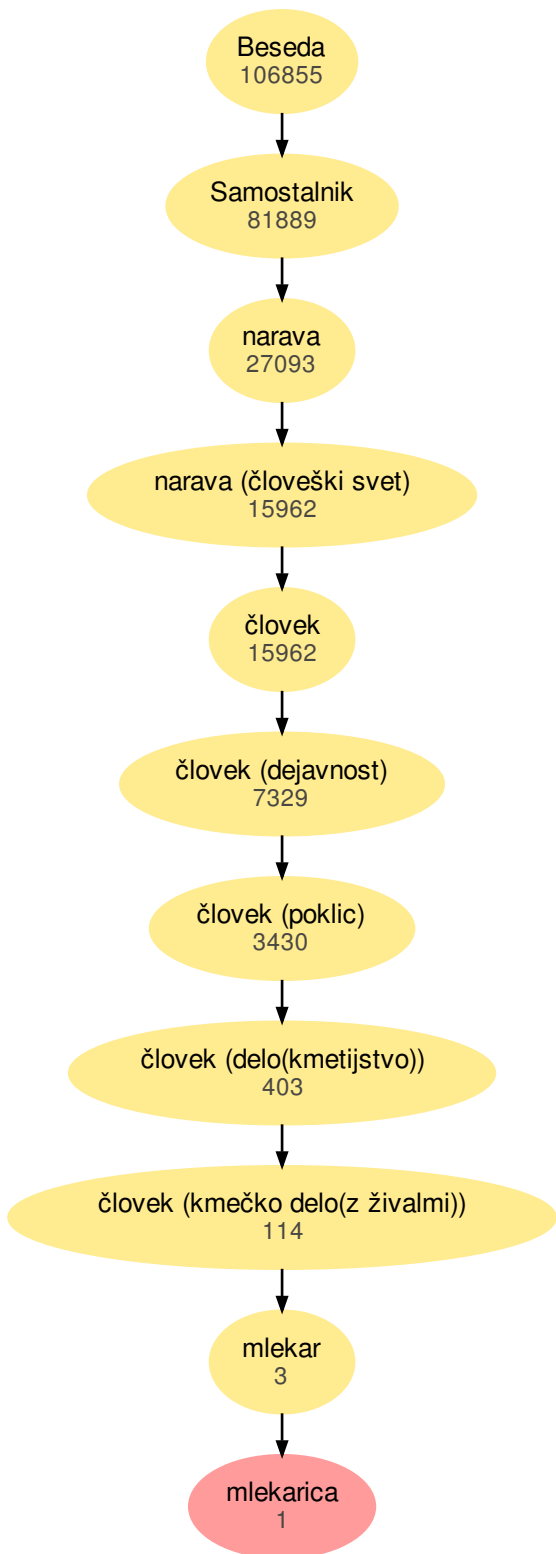 Beseda
106855
Samostalnik
81889
narava
27093
narava (človeški svet)
15962
človek
15962
človek (dejavnost)
7329
človek (poklic)
3430
človek (delo(kmetijstvo))
403
človek (kmečko delo(z živalmi))
114
mlekar
3
mlekarica
1